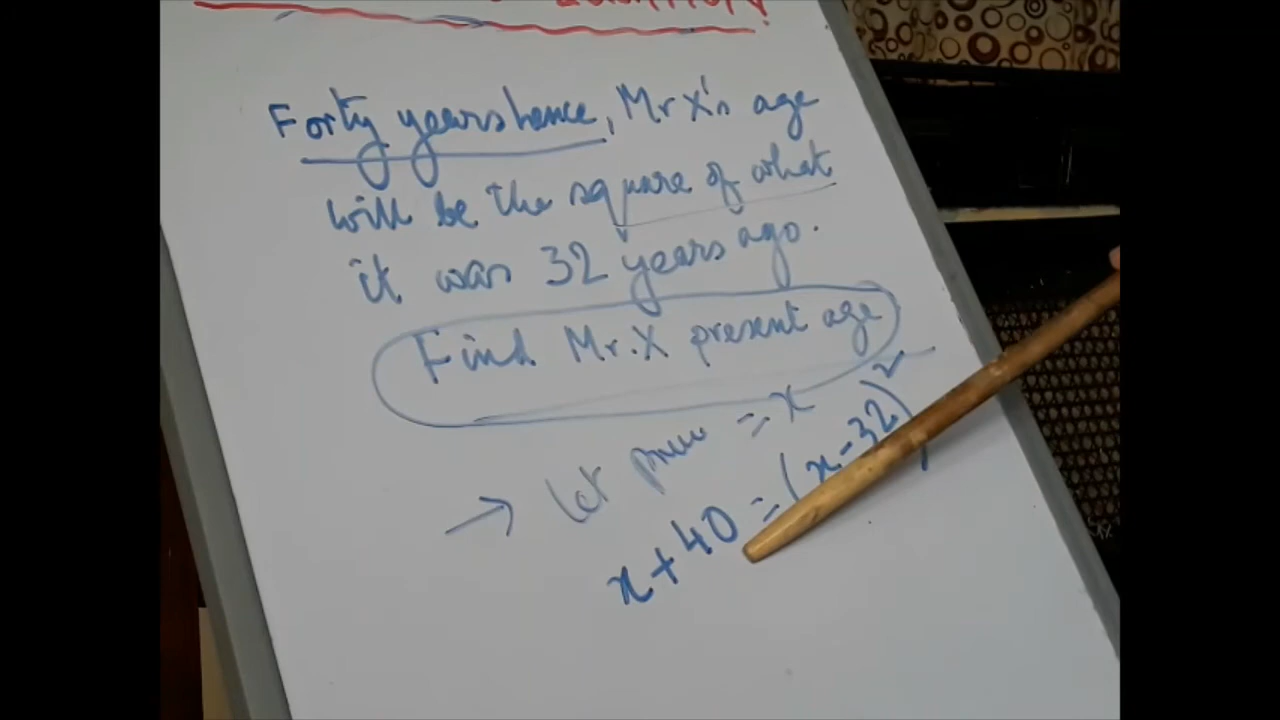 Forty years hence, Mr X's age
will be the square of what
it was 32 years ago.
Find Mr.X present age
→ Let = x
x+40 = (x-32)²